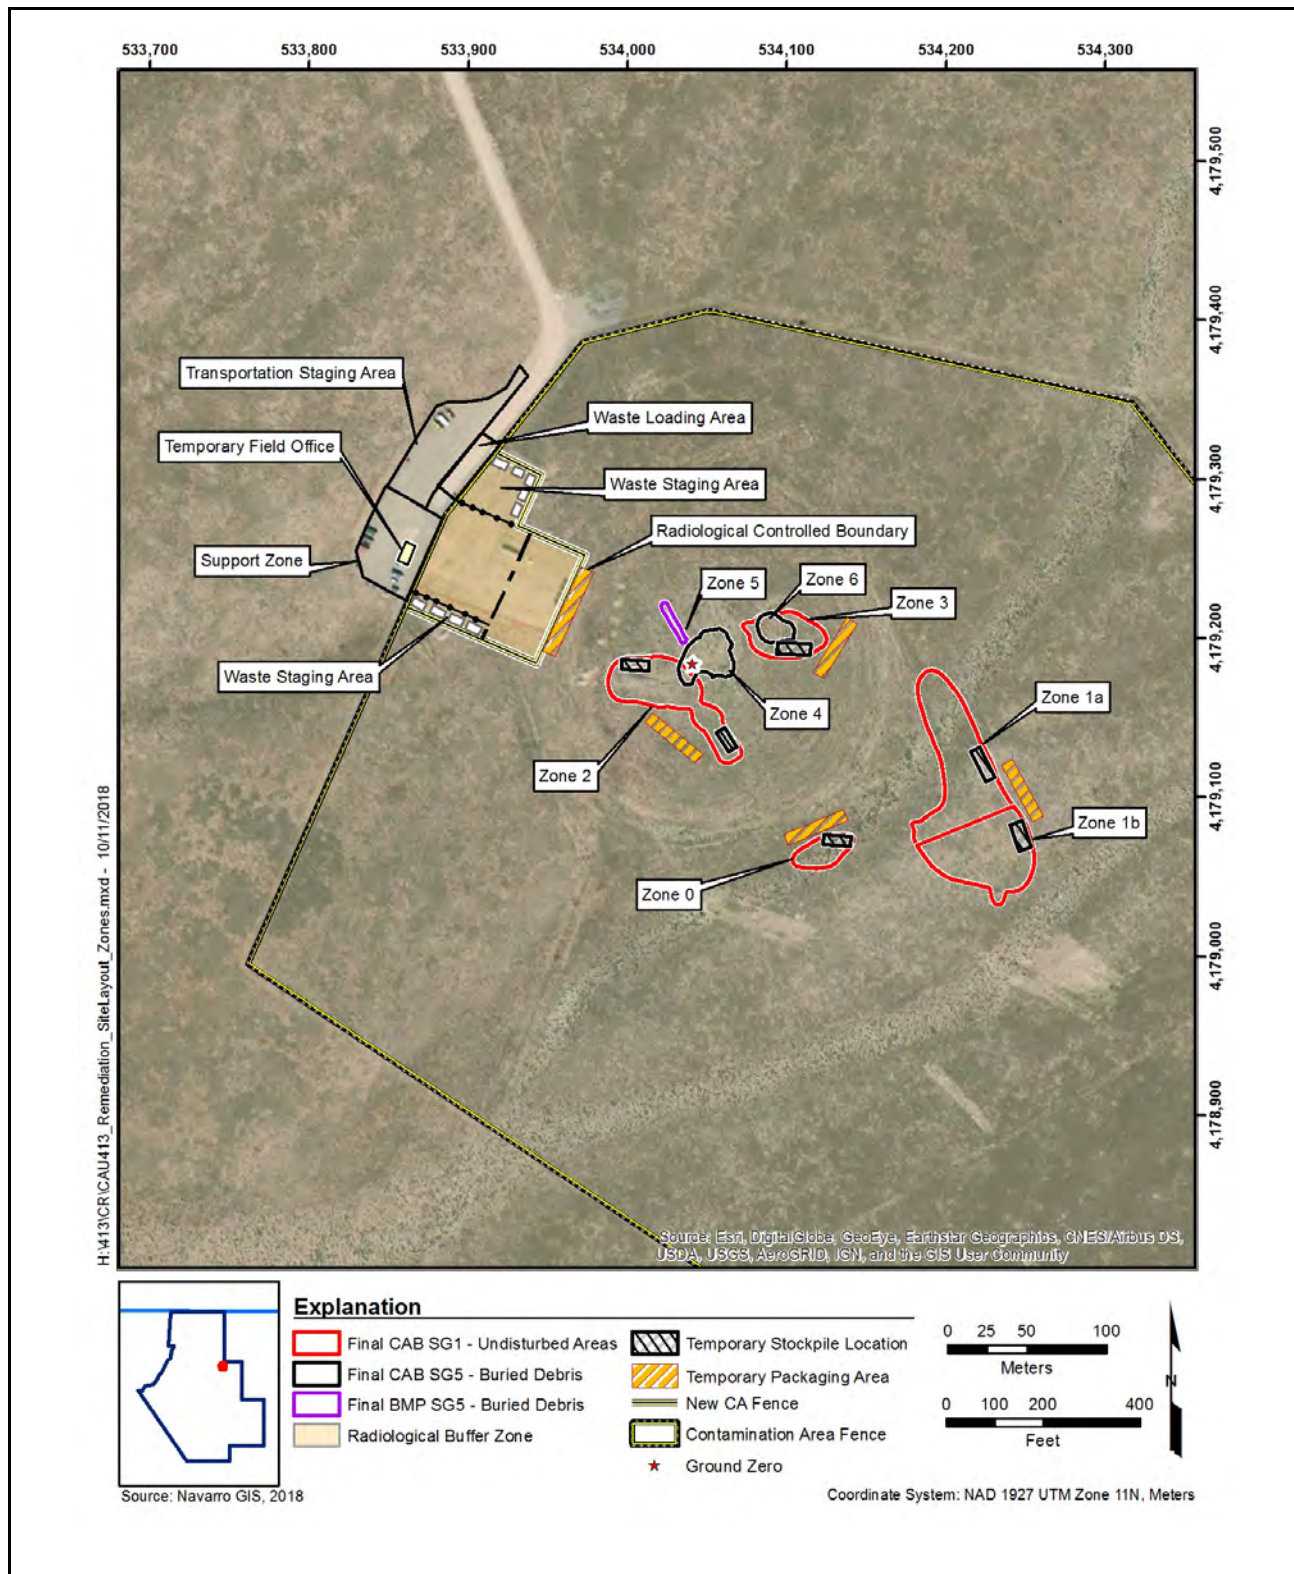 533,700
533,800
533,900
534,000
534,100
534,200
534,300
4,179,500
4,179,400
4,179,300
4,179,200
4,179,100
4,179,000
4,178,900
Transportation Staging Area
Waste Loading Area
Temporary Field Office
Waste Staging Area
Radiological Controlled Boundary
Support Zone
Zone 5
Zone 6
Zone 3
Waste Staging Area
Zone 4
Zone 1a
Zone 2
Zone 1b
Zone 0
H:\413\CR\CAU413_Remediation_SiteLayout_Zones.mxd - 10/11/2018
Source: Esri, DigitalGlobe, GeoEye, Earthstar Geographics, CNES/Airbus DS,
USDA, USGS, AeroGRID, IGN, and the GIS User Community
Explanation
Final CAB SG1 - Undisturbed Areas
Final CAB SG5 - Buried Debris
Final BMP SG5 - Buried Debris
Radiological Buffer Zone
Temporary Stockpile Location
Temporary Packaging Area
New CA Fence
Contamination Area Fence
Ground Zero
0 25 50 100
Meters
0 100 200 400
Feet
N
Source: Navarro GIS, 2018
Coordinate System: NAD 1927 UTM Zone 11N, Meters